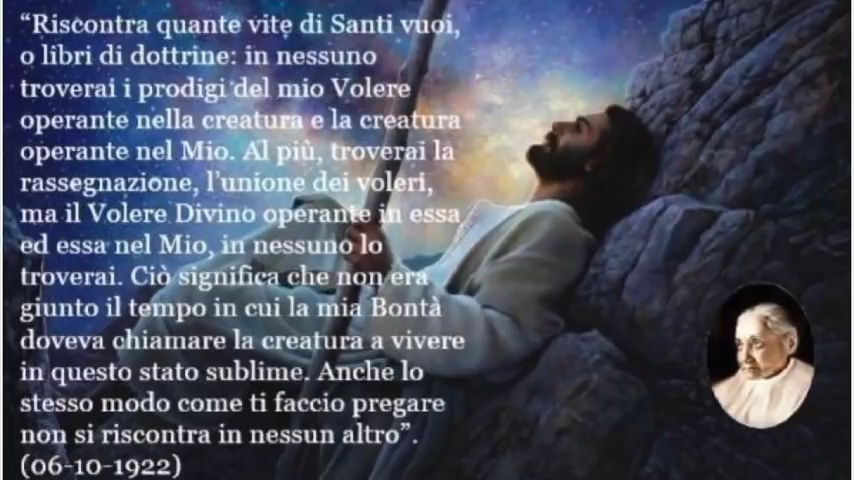 “Riscontra quante vite di Santi vuoi,
o libri di dottrine: in nessuno
troverai i prodigi del mio Volere
operante nella creatura e la creatura
operante nel Mio. Al più, troverai la
rassegnazione, l’unione dei voleri,
ma il Volere Divino operante in essa
ed essa nel Mio, in nessuno lo
troverai. Ciò significa che non era
giunto il tempo in cui la mia Bontà
doveva chiamare la creatura a vivere
in questo stato sublime. Anche lo
stesso modo come ti faccio pregare
non si riscontra in nessun altro”.
(06-10-1922)